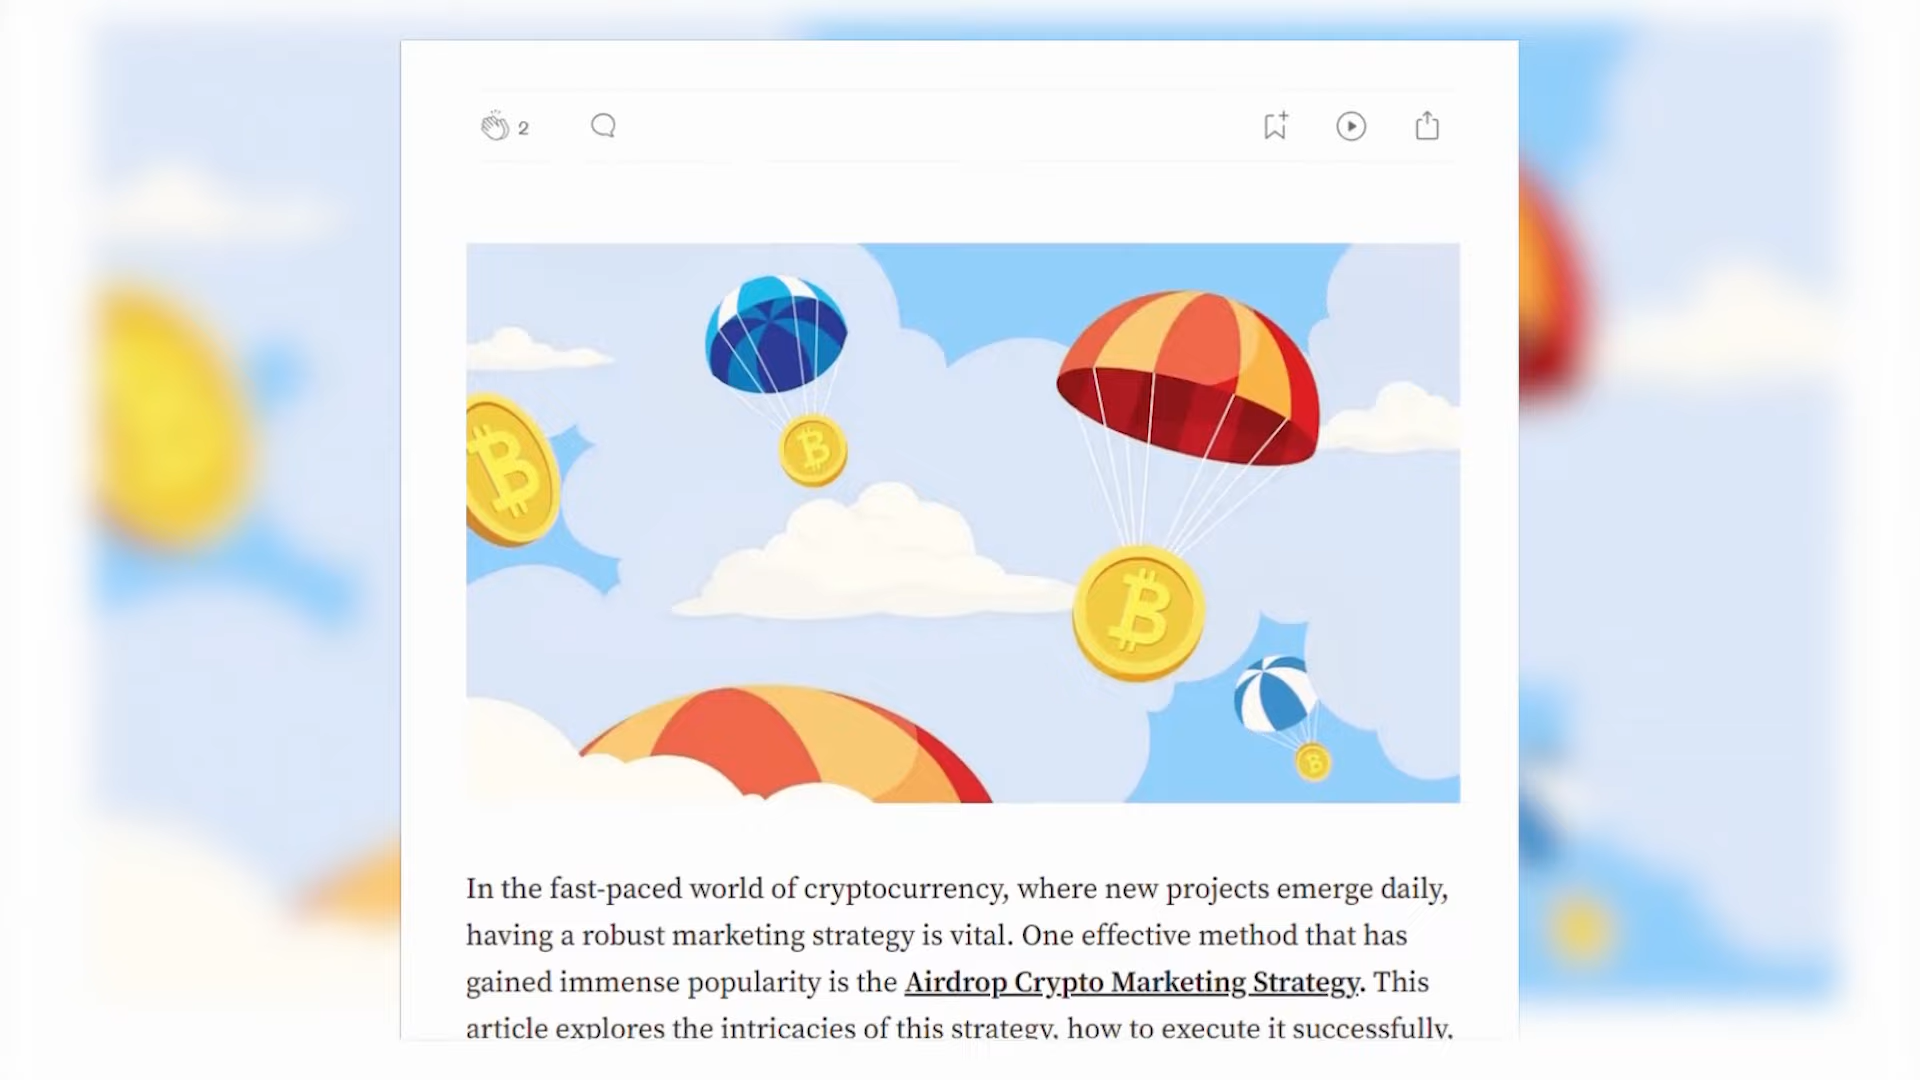 2
In the fast-paced world of cryptocurrency, where new projects emerge daily,
having a robust marketing strategy is vital. One effective method that has
gained immense popularity is the Airdrop Crypto Marketing Strategy. This
article explores the intricacies of this strategy, how to execute it successfully,